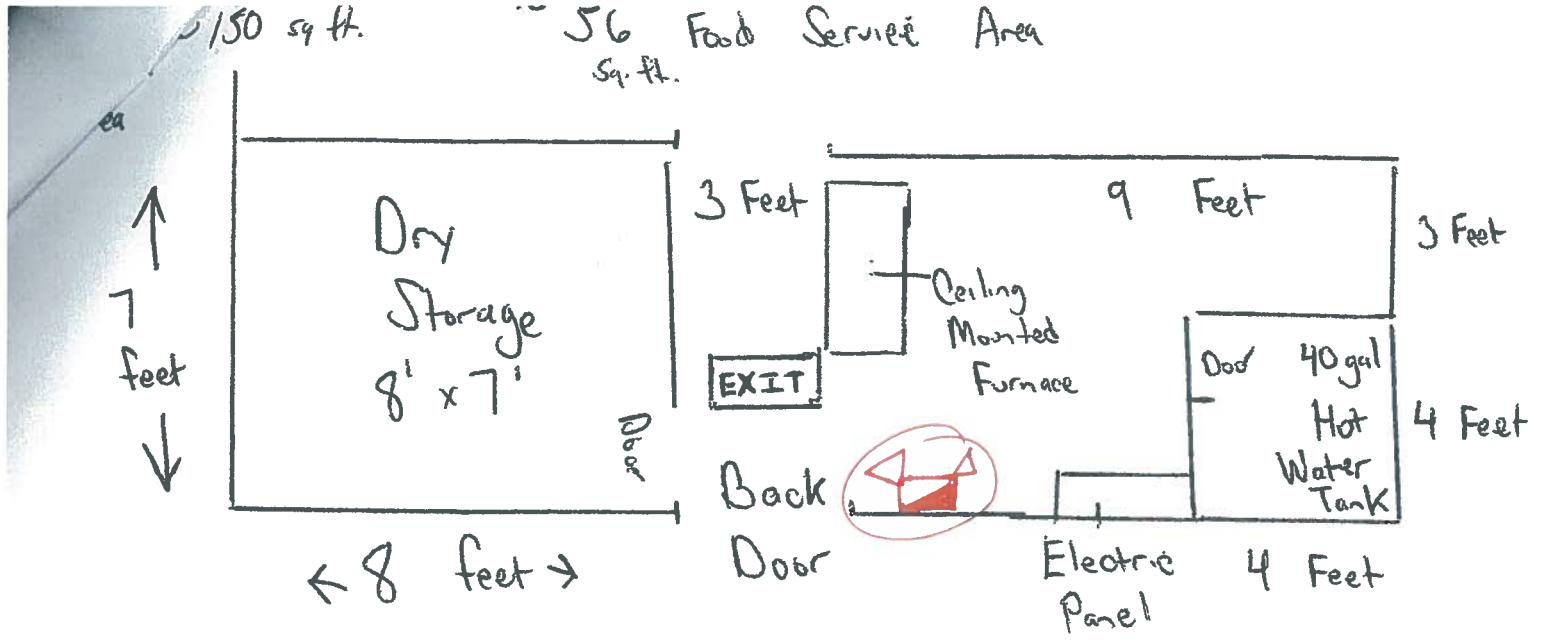 150 sq ft.
56 Food Service Area
sq. ft.
ea
7
feet
Dry
Storage
8' x 7'
Door
← 8 feet →
3 Feet
EXIT
Back
Door
Ceiling
Mounted
Furnace
9 Feet
3 Feet
Door
40 gal
Hot
Water
Tank
4 Feet
Electric
Panel
4 Feet